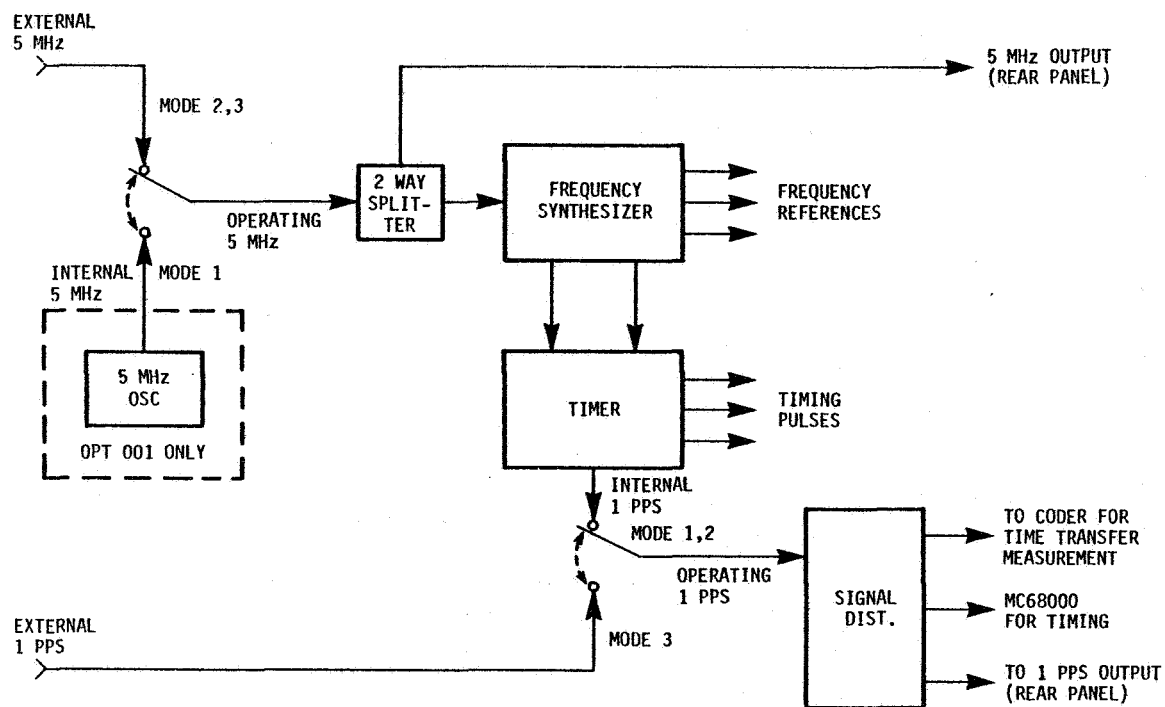 EXTERNAL
5 MHz
MODE 2,3
5 MHz OUTPUT
(REAR PANEL)
2 WAY
SPLIT-
TER
FREQUENCY
SYNTHESIZER
FREQUENCY
REFERENCES
OPERATING
5 MHz
INTERNAL
5 MHz
MODE 1
5 MHz
OSC
OPT 001 ONLY
TIMER
TIMING
PULSES
INTERNAL
1 PPS
MODE 1,2
OPERATING
1 PPS
SIGNAL
DIST.
TO CODER FOR
TIME TRANSFER
MEASUREMENT
MC68000
FOR TIMING
TO 1 PPS OUTPUT
(REAR PANEL)
EXTERNAL
1 PPS
MODE 3